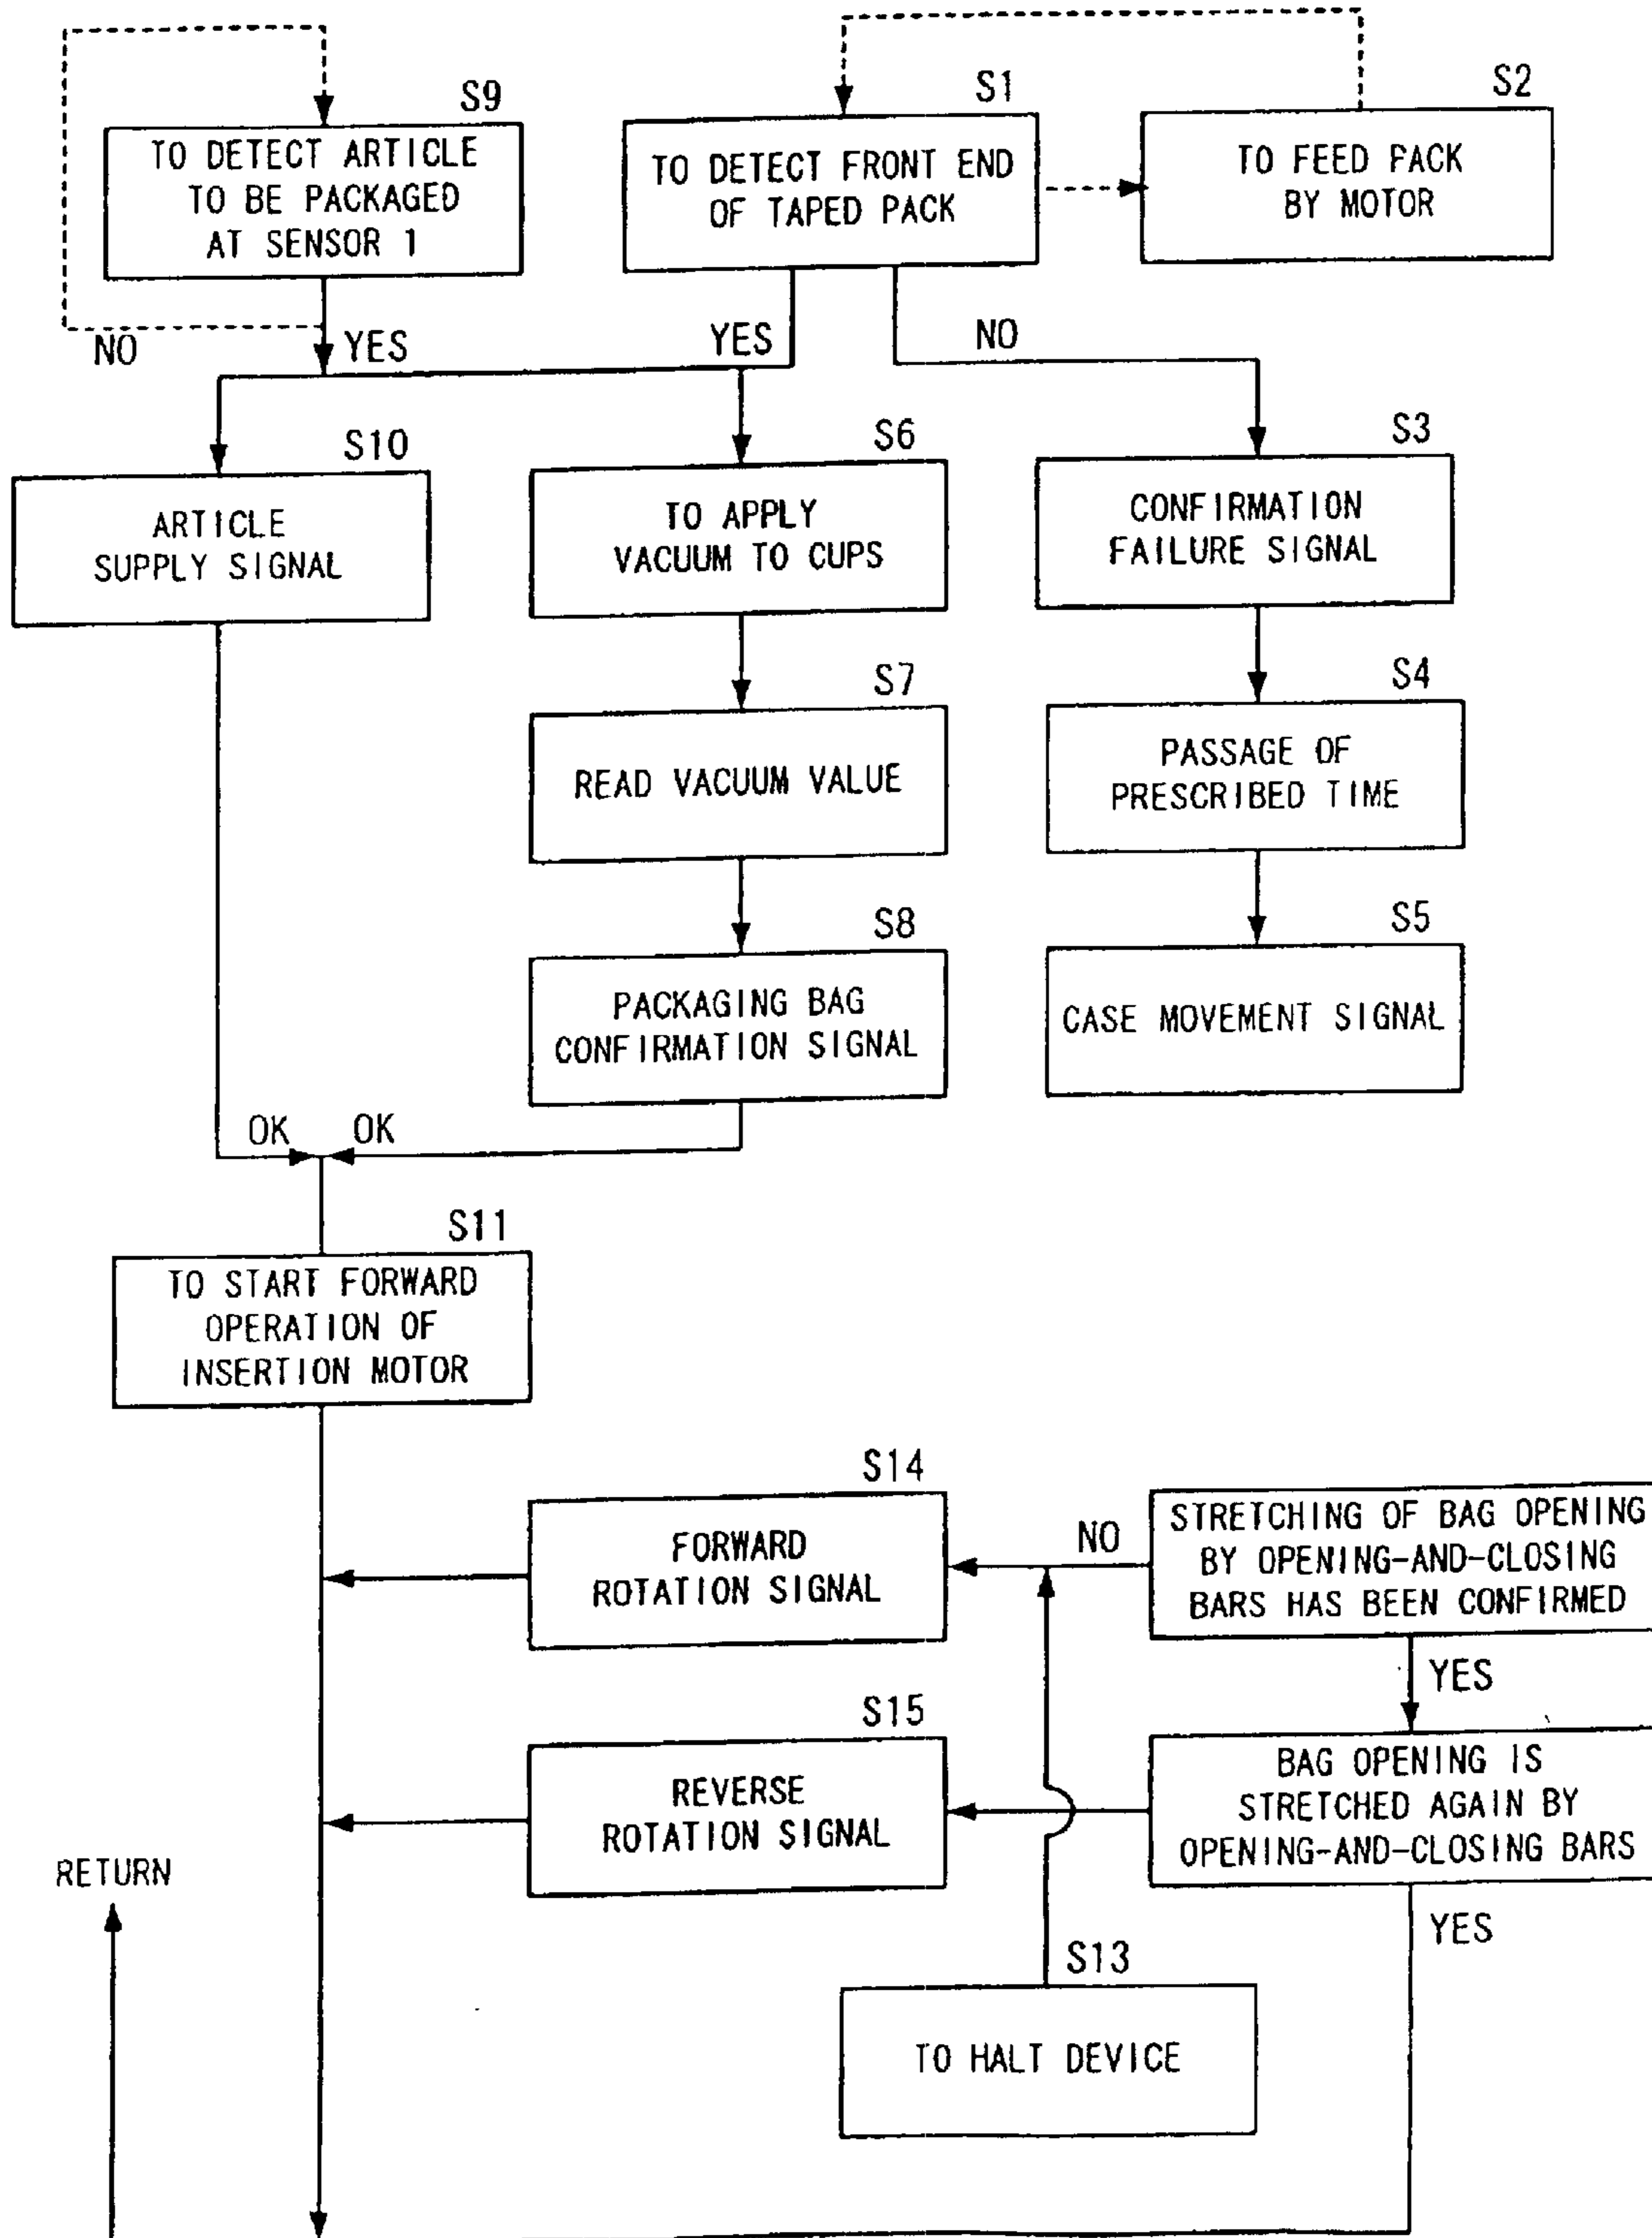 S9
TO DETECT ARTICLE
TO BE PACKAGED
AT SENSOR 1
S1
TO DETECT FRONT END
OF TAPED PACK
S2
TO FEED PACK
BY MOTOR
NO
YES
YES
NO
S10
ARTICLE
SUPPLY SIGNAL
S6
TO APPLY
VACUUM TO CUPS
S3
CONFIRMATION
FAILURE SIGNAL
S7
READ VACUUM VALUE
S4
PASSAGE OF
PRESCRIBED TIME
S8
PACKAGING BAG
CONFIRMATION SIGNAL
S5
CASE MOVEMENT SIGNAL
OK
OK
S11
TO START FORWARD
OPERATION OF
INSERTION MOTOR
S14
FORWARD
ROTATION SIGNAL
NO
STRETCHING OF BAG OPENING
BY OPENING-AND-CLOSING
BARS HAS BEEN CONFIRMED
YES
S15
REVERSE
ROTATION SIGNAL
BAG OPENING IS
STRETCHED AGAIN BY
OPENING-AND-CLOSING BARS
YES
RETURN
S13
TO HALT DEVICE